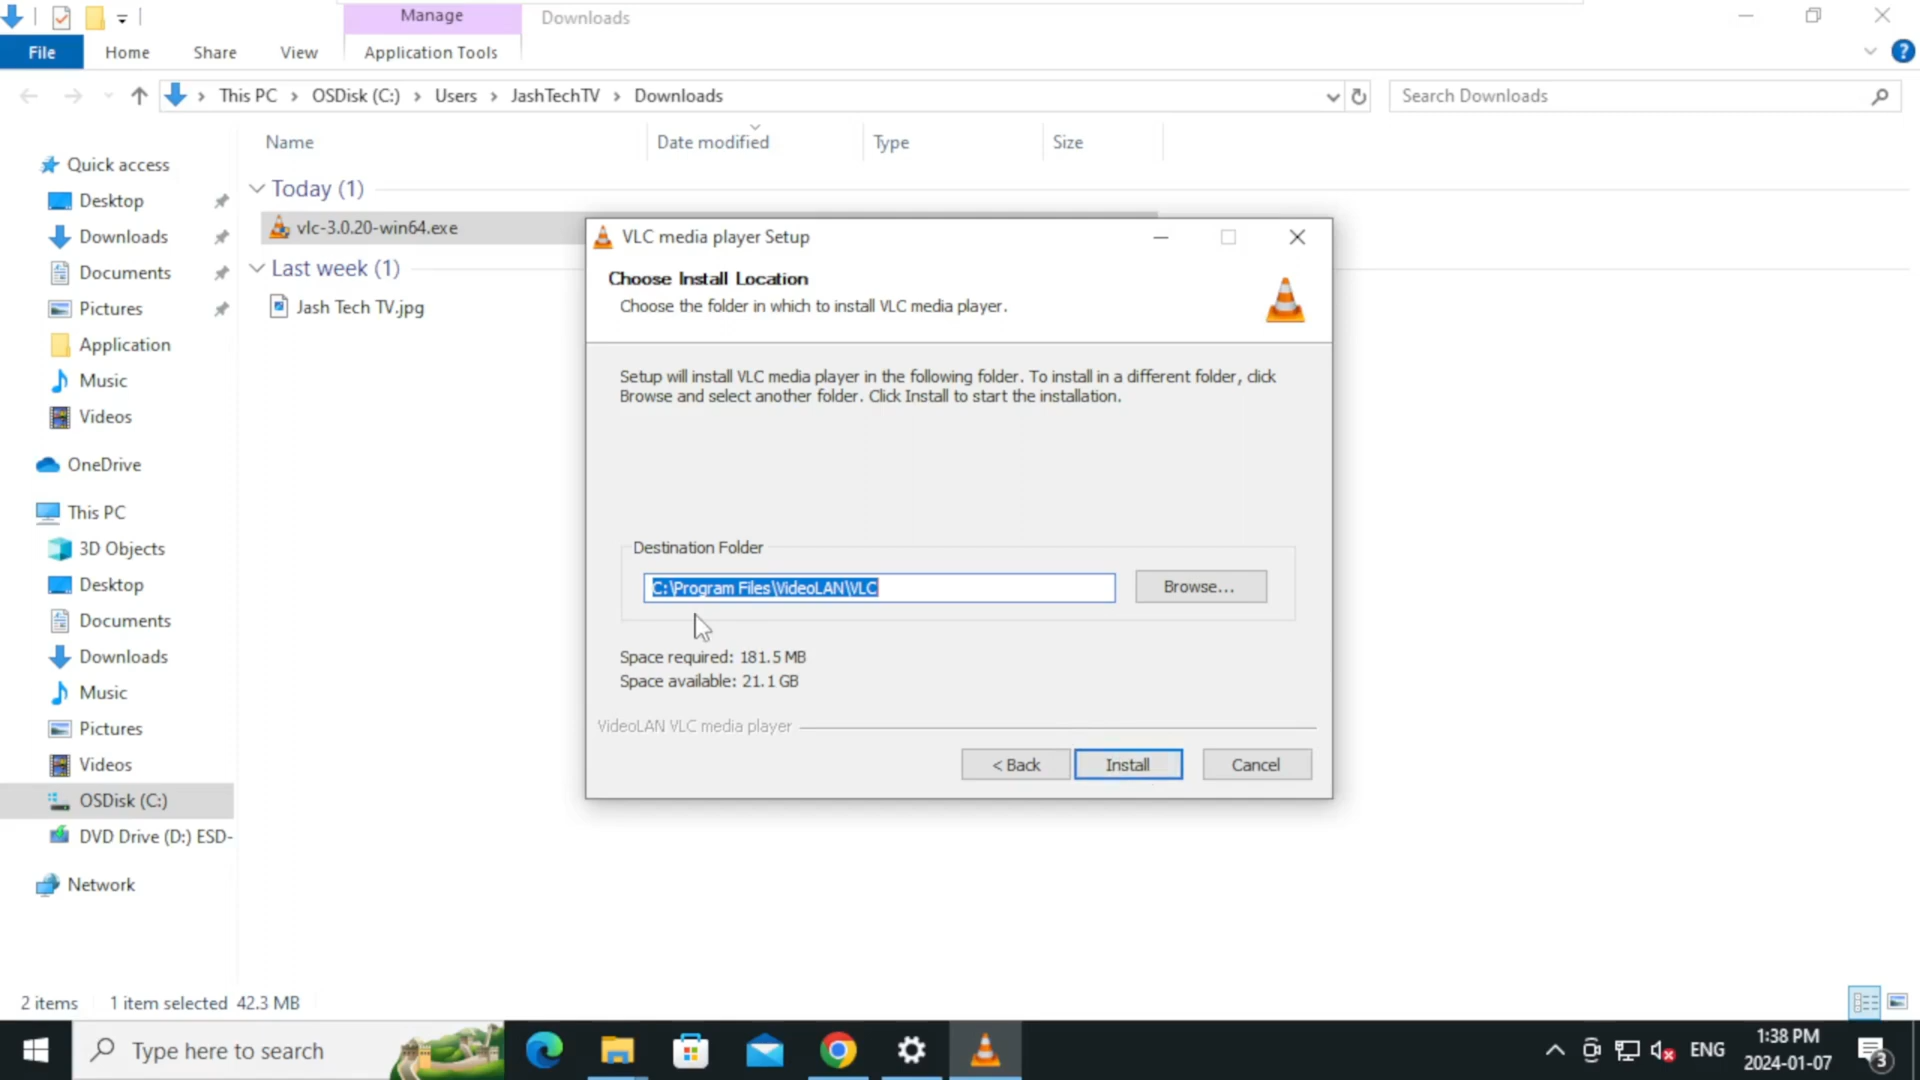 Manage
Downloads
File
Home
Share
View
Application Tools
This PC
OSDisk (C:)
Users
JashTechTV
Downloads
Search Downloads
Name
Date modified
Type
Size
Quick access
Desktop
Downloads
Documents
Pictures
Application
Music
Videos
OneDrive
This PC
3D Objects
Desktop
Documents
Downloads
Music
Pictures
Videos
OSDisk (C:)
DVD Drive (D:) ESD-
Network
Today (1)
vlc-3.0.20-win64.exe
Last week (1)
Jash Tech TV.jpg
VLC media player Setup
Choose Install Location
Choose the folder in which to install VLC media player.
Setup will install VLC media player in the following folder. To install in a different folder, click
Browse and select another folder. Click Install to start the installation.
Destination Folder
C:\Program Files\VideoLAN\VLC
Browse...
Space required: 181.5 MB
Space available: 21.1 GB
VideoLAN VLC media player
< Back
Install
Cancel
2 items
1 item selected 42.3 MB
Type here to search
ENG
1:38 PM
2024-01-07
3